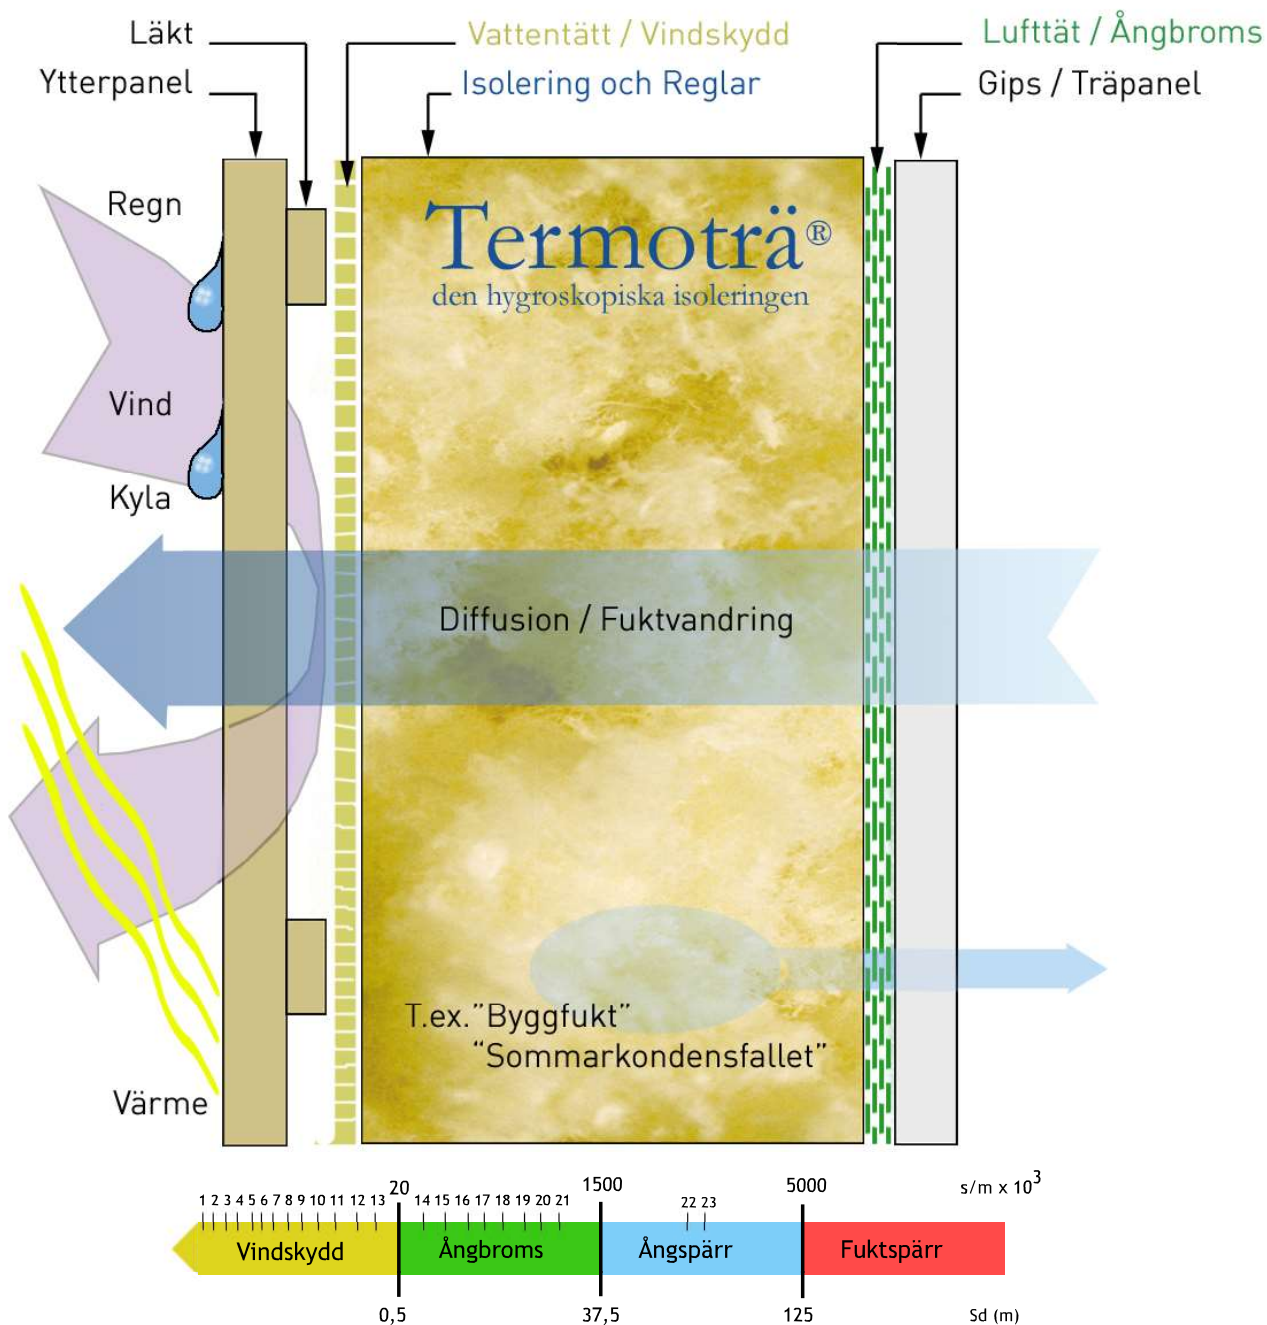 Läkt
Vattentätt / Vindskydd
Lufttät / Ångbroms
Ytterpanel
Isolering och Reglar
Gips / Träpanel
Regn
Termoträ®
den hygroskopiska isoleringen
Vind
Kyla
Diffusion / Fuktvandring
T.ex."Byggfukt"
"Sommarkondensfallet"
Värme
20
1500
5000
s/m x 10³
1 2 3 4 5 6 7 8 9 10 11 12 13
14 15 16 17 18 19 20 21
22 23
Vindskydd
Ångbroms
Ångspärr
Fuktspärr
0,5
37,5
125
Sd (m)